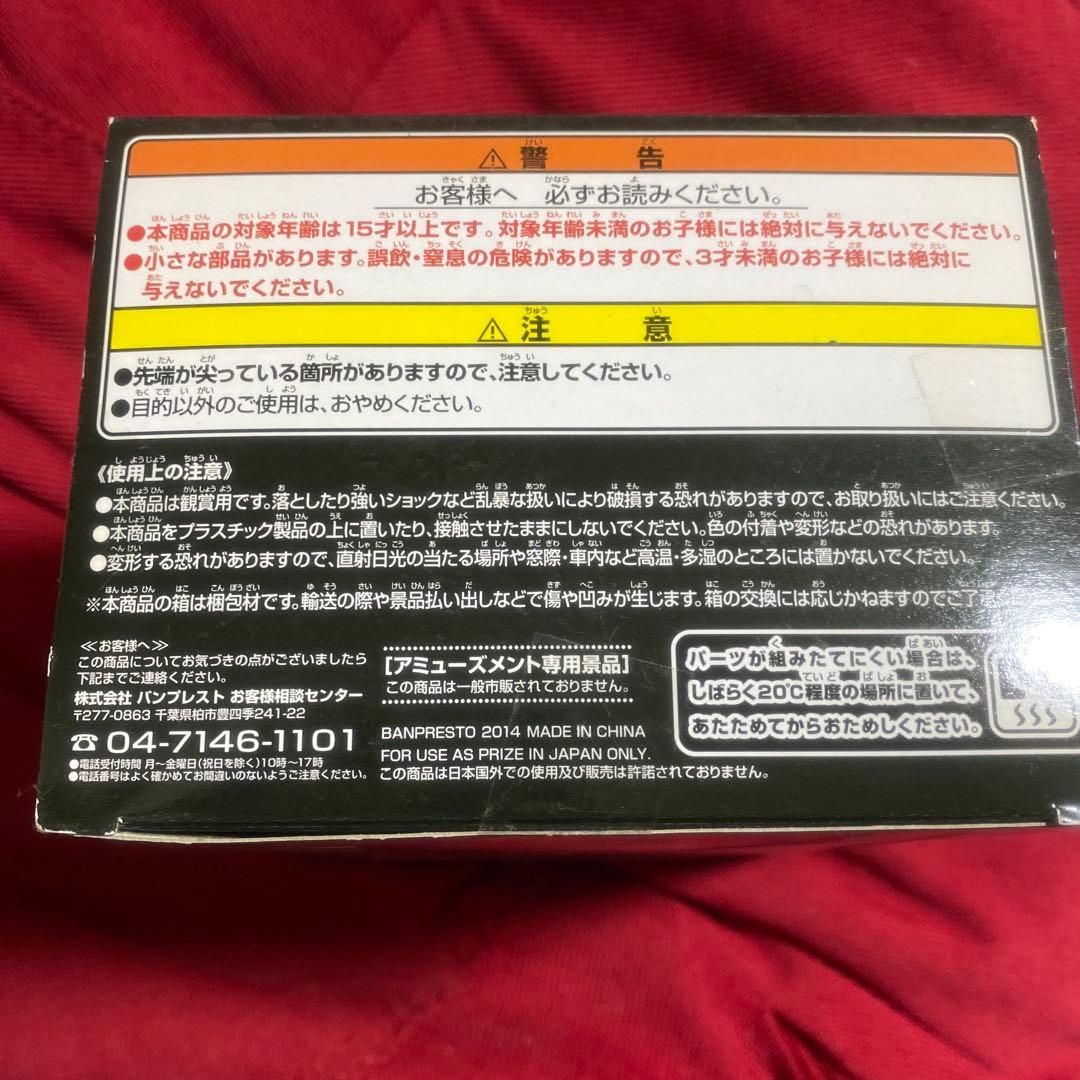 ⚠警告
お客様へ 必ずお読みください。
●本商品の対象年齢は15才以上です。対象年齢未満のお子様には絶対に与えないでください。
●小さな部品があります。誤飲・窒息の危険がありますので、3才未満のお子様には絶対に
与えないでください。
⚠注意
●先端が尖っている箇所がありますので、注意してください。
●目的以外のご使用は、おやめください。
《使用上の注意》
●本商品は観賞用です。落としたり強いショックなど乱暴な扱いにより破損する恐れがありますので、お取り扱いにはご注意ください。
●本商品をプラスチック製品の上に置いたり、接触させたままにしないでください。色の付着や変形などの恐れがあります。
●変形する恐れがありますので、直射日光の当たる場所や窓際・車内など高温・多湿のところには置かないでください。
※本商品の箱は梱包材です。輸送の際や景品払い出しなどで傷や凹みが生じます。箱の交換には応じかねますのでご了承
≪お客様へ≫
この商品についてお気づきの点がございましたら
下記までご連絡ください。
株式会社 バンプレスト お客様相談センター
〒277-0863 千葉県柏市豊四季241-22
☎04-7146-1101
●電話受付時間 月〜金曜日(祝日を除く)10時〜17時
●電話番号はよく確かめてお間違いのないようご注意ください。
[アミューズメント専用景品]
この商品は一般市販されておりません。
BANPRESTO 2014 MADE IN CHINA
FOR USE AS PRIZE IN JAPAN ONLY.
この商品は日本国外での使用及び販売は許諾されておりません。
パーツが組みたてにくい場合は、
しばらく20℃程度の場所に置いて、
あたためてからおためしください。